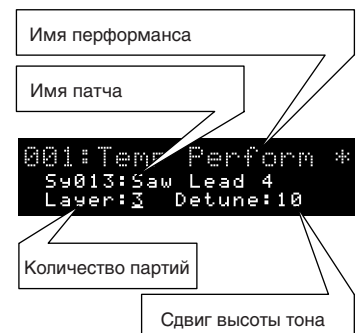 Имя перформанса
Имя патча
001:Temp Perform *
Sy013:Saw Lead 4
Layer:3 Detune:10
Количество партий
Сдвиг высоты тона